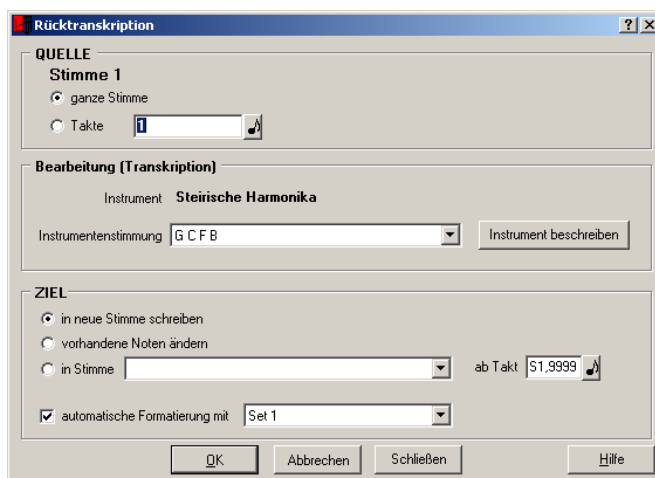 Rücktranskription
QUELLE
Stimme 1
ganze Stimme
Takte 1
Bearbeitung (Transkription)
Instrument Steirische Harmonika
Instrumentenstimmung G C F B Instrument beschreiben
ZIEL
in neue Stimme schreiben
vorhandene Noten ändern
in Stimme ab Takt S1,9999
automatische Formatierung mit Set 1
OK Abbrechen Schließen Hilfe